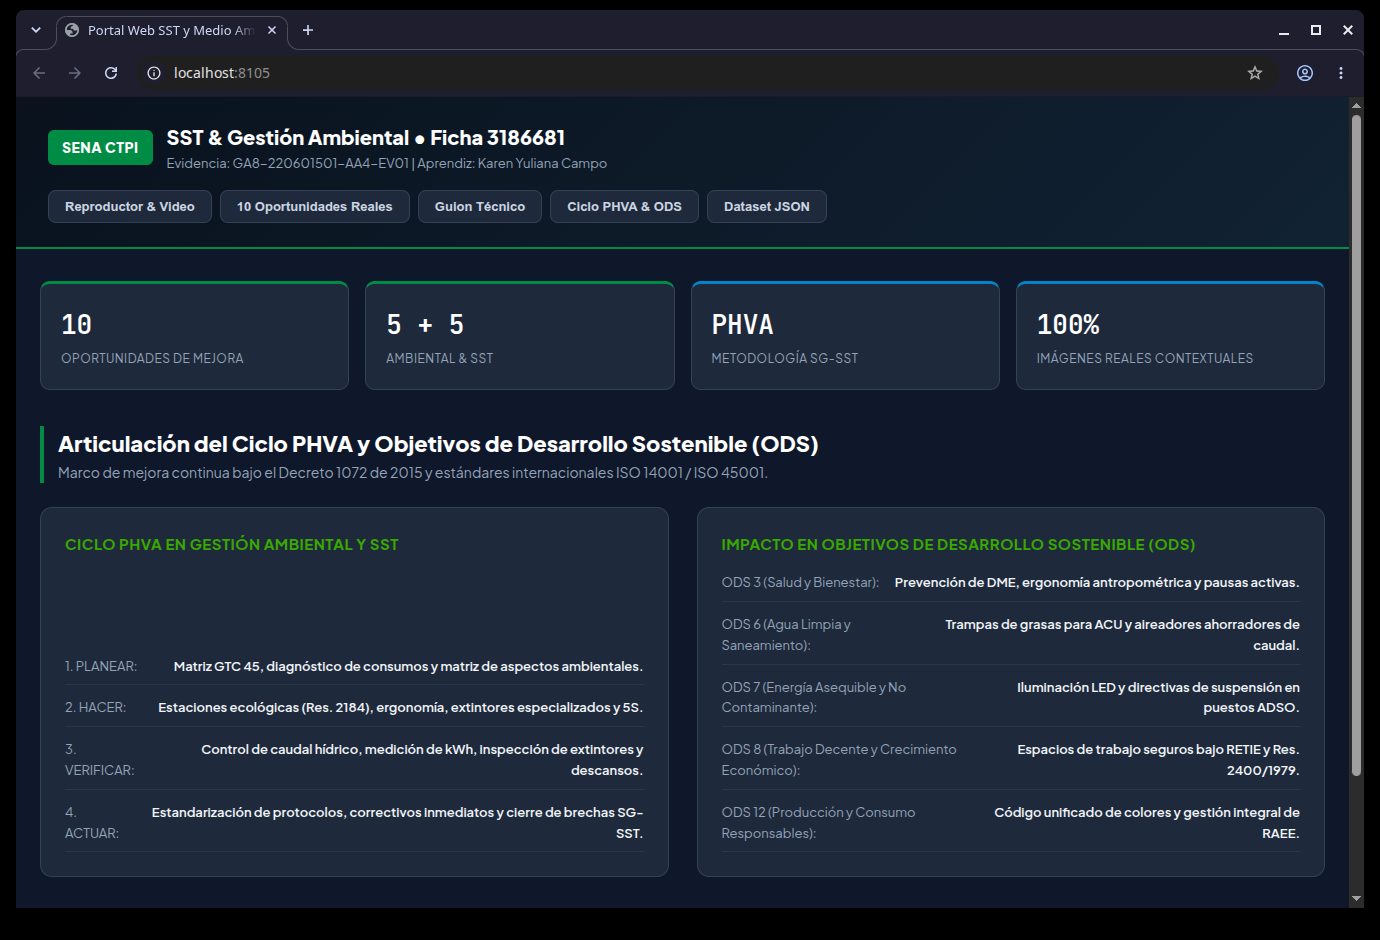 Portal Web SST y Medio Am
localhost:8105
SENA CTPI
SST & Gestión Ambiental • Ficha 3186681
Evidencia: GA8-220601501-AA4-EV01 | Aprendiz: Karen Yuliana Campo
Reproductor & Video
10 Oportunidades Reales
Guion Técnico
Ciclo PHVA & ODS
Dataset JSON
10
OPORTUNIDADES DE MEJORA
5 + 5
AMBIENTAL & SST
PHVA
METODOLOGÍA SG-SST
100%
IMÁGENES REALES CONTEXTUALES
Articulación del Ciclo PHVA y Objetivos de Desarrollo Sostenible (ODS)
Marco de mejora continua bajo el Decreto 1072 de 2015 y estándares internacionales ISO 14001 / ISO 45001.
CICLO PHVA EN GESTIÓN AMBIENTAL Y SST
1. PLANEAR: Matriz GTC 45, diagnóstico de consumos y matriz de aspectos ambientales.
2. HACER: Estaciones ecológicas (Res. 2184), ergonomía, extintores especializados y 5S.
3. Control de caudal hídrico, medición de kWh, inspección de extintores y
VERIFICAR: descansos.
4. Estandarización de protocolos, correctivos inmediatos y cierre de brechas SG-
ACTUAR: SST.
IMPACTO EN OBJETIVOS DE DESARROLLO SOSTENIBLE (ODS)
ODS 3 (Salud y Bienestar): Prevención de DME, ergonomía antropométrica y pausas activas.
ODS 6 (Agua Limpia y Trampas de grasas para ACU y aireadores ahorradores de
Saneamiento): caudal.
ODS 7 (Energía Asequible y No Iluminación LED y directivas de suspensión en
Contaminante): puestos ADSO.
ODS 8 (Trabajo Decente y Crecimiento Espacios de trabajo seguros bajo RETIE y Res.
Económico): 2400/1979.
ODS 12 (Producción y Consumo Código unificado de colores y gestión integral de
Responsables): RAEE.